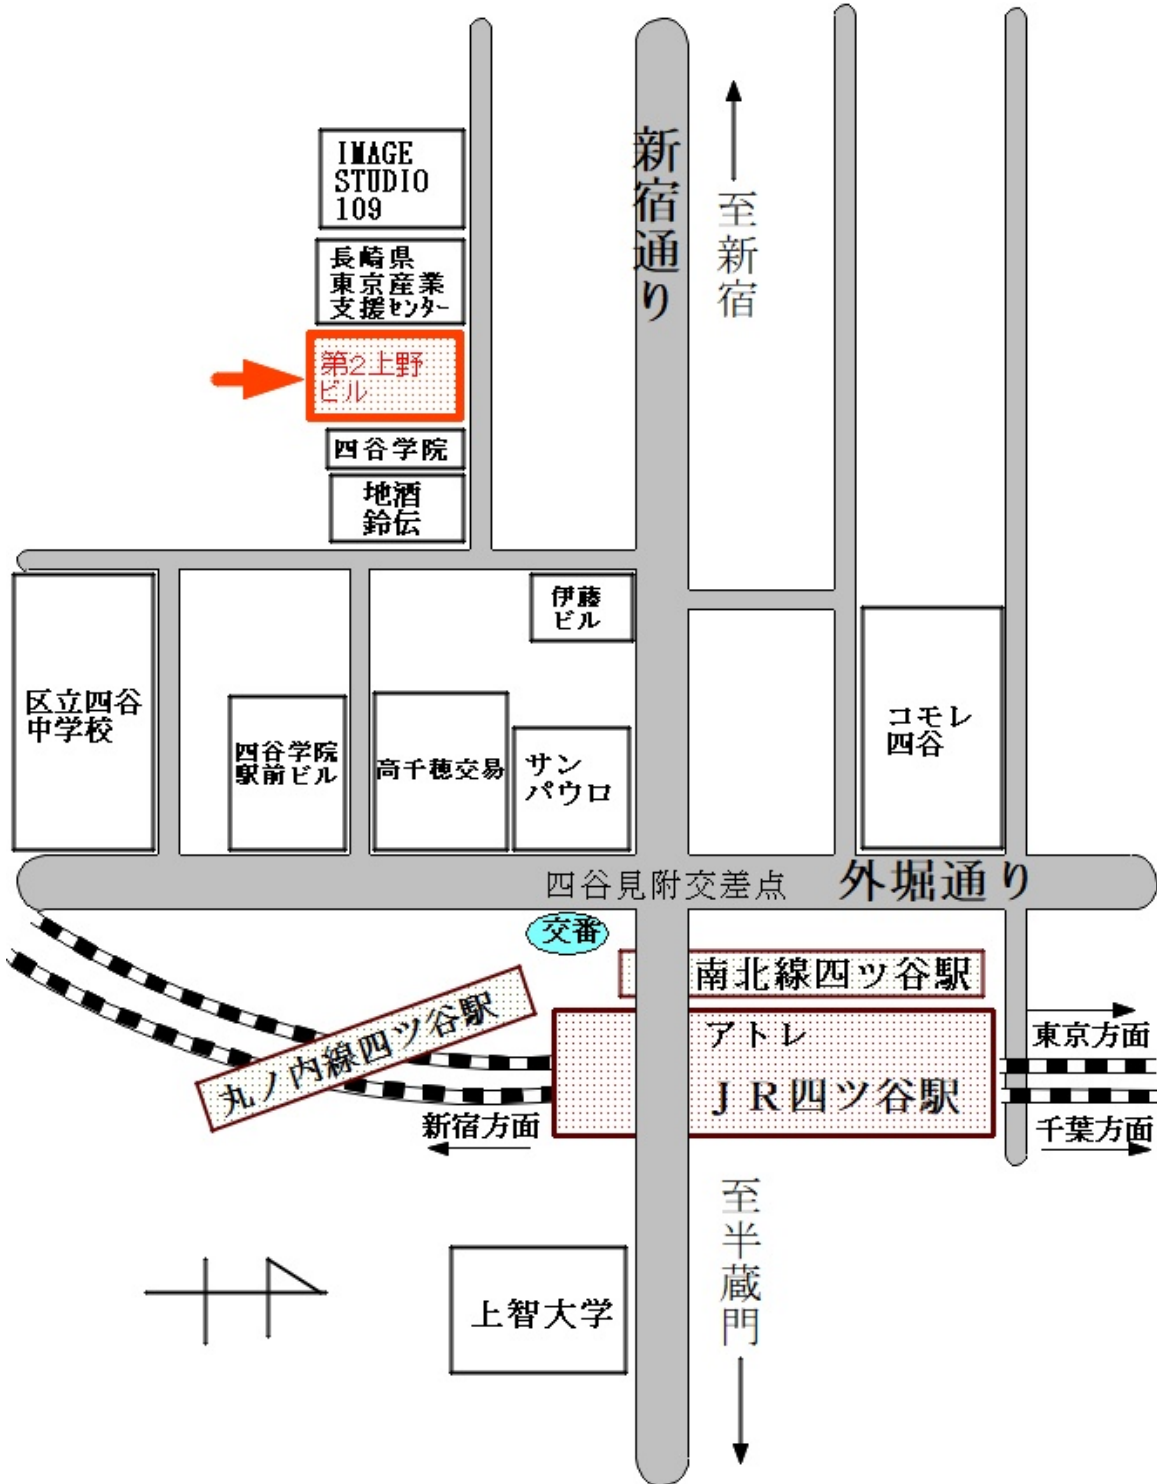 IMAGE
STUDIO
109
長崎県
東京産業
支援センター
第2上野
ビル
四谷学院
地酒
鈴伝
新宿通り
至新宿
伊藤
ビル
区立四谷
中学校
四谷学院
駅前ビル
高千穂交易
サン
パウロ
コモレ
四谷
四谷見附交差点
外堀通り
交番
南北線四ツ谷駅
丸ノ内線四ツ谷駅
アトレ
JR四ツ谷駅
東京方面
新宿方面
千葉方面
至半蔵門
上智大学